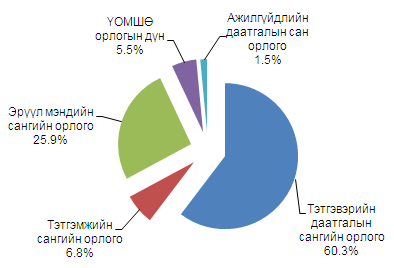 ҮОМШӨ
орлогын дүн
5.5%
Ажилгүйдлийн
даатгалын сан
орлого
1.5%
Эрүүл мэндийн
сангийн орлого
25.9%
Тэтгэмжийн
сангийн орлого
6.8%
Тэтгэвэрийн
даатгалын
сангийн орлого
60.3%